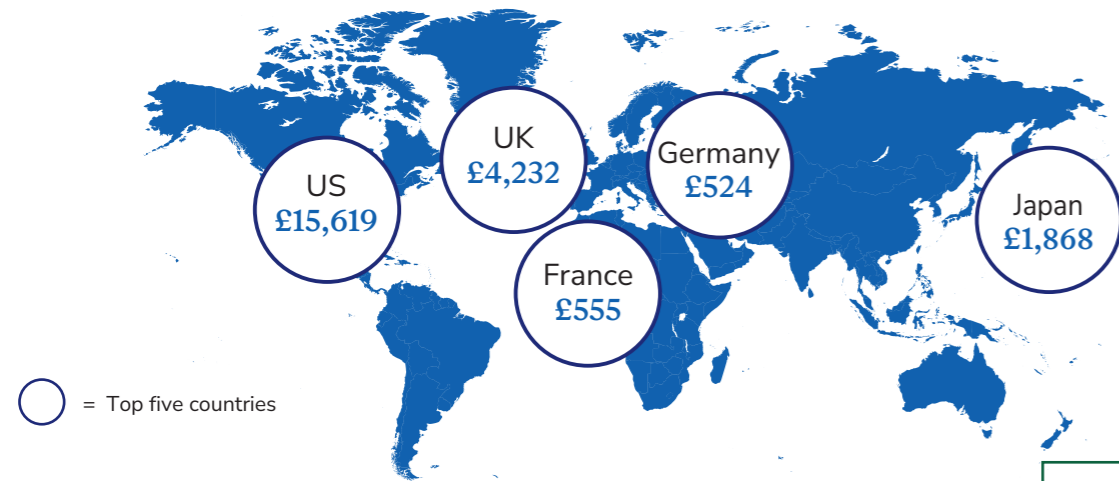 UK
£4,232
Germany
£524
US
£15,619
Japan
£1,868
France
£555
= Top five countries